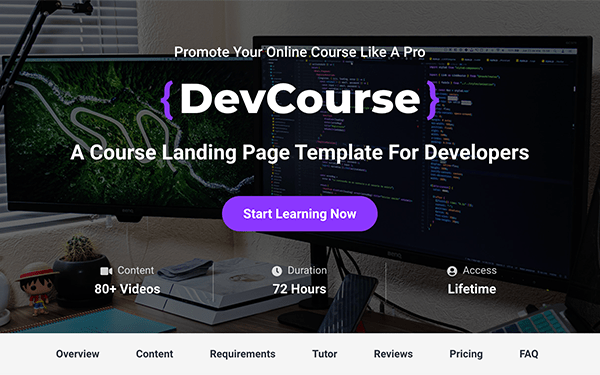 Promote Your Online Course Like A Pro
{DevCourse}
A Course Landing Page Template For Developers
Start Learning Now
Content
80+ Videos
Duration
72 Hours
Access
Lifetime
Overview Content Requirements Tutor Reviews Pricing FAQ